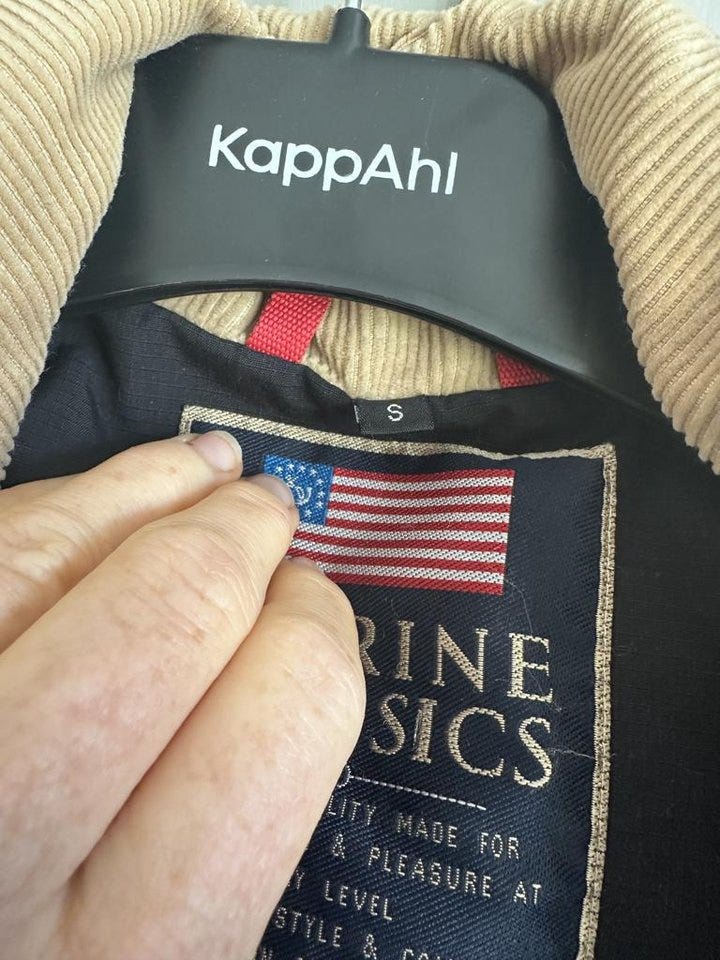 KappAhl
S
RINE
SICS
LITY MADE FOR
& PLEASURE AT
LEVEL
STYLE &